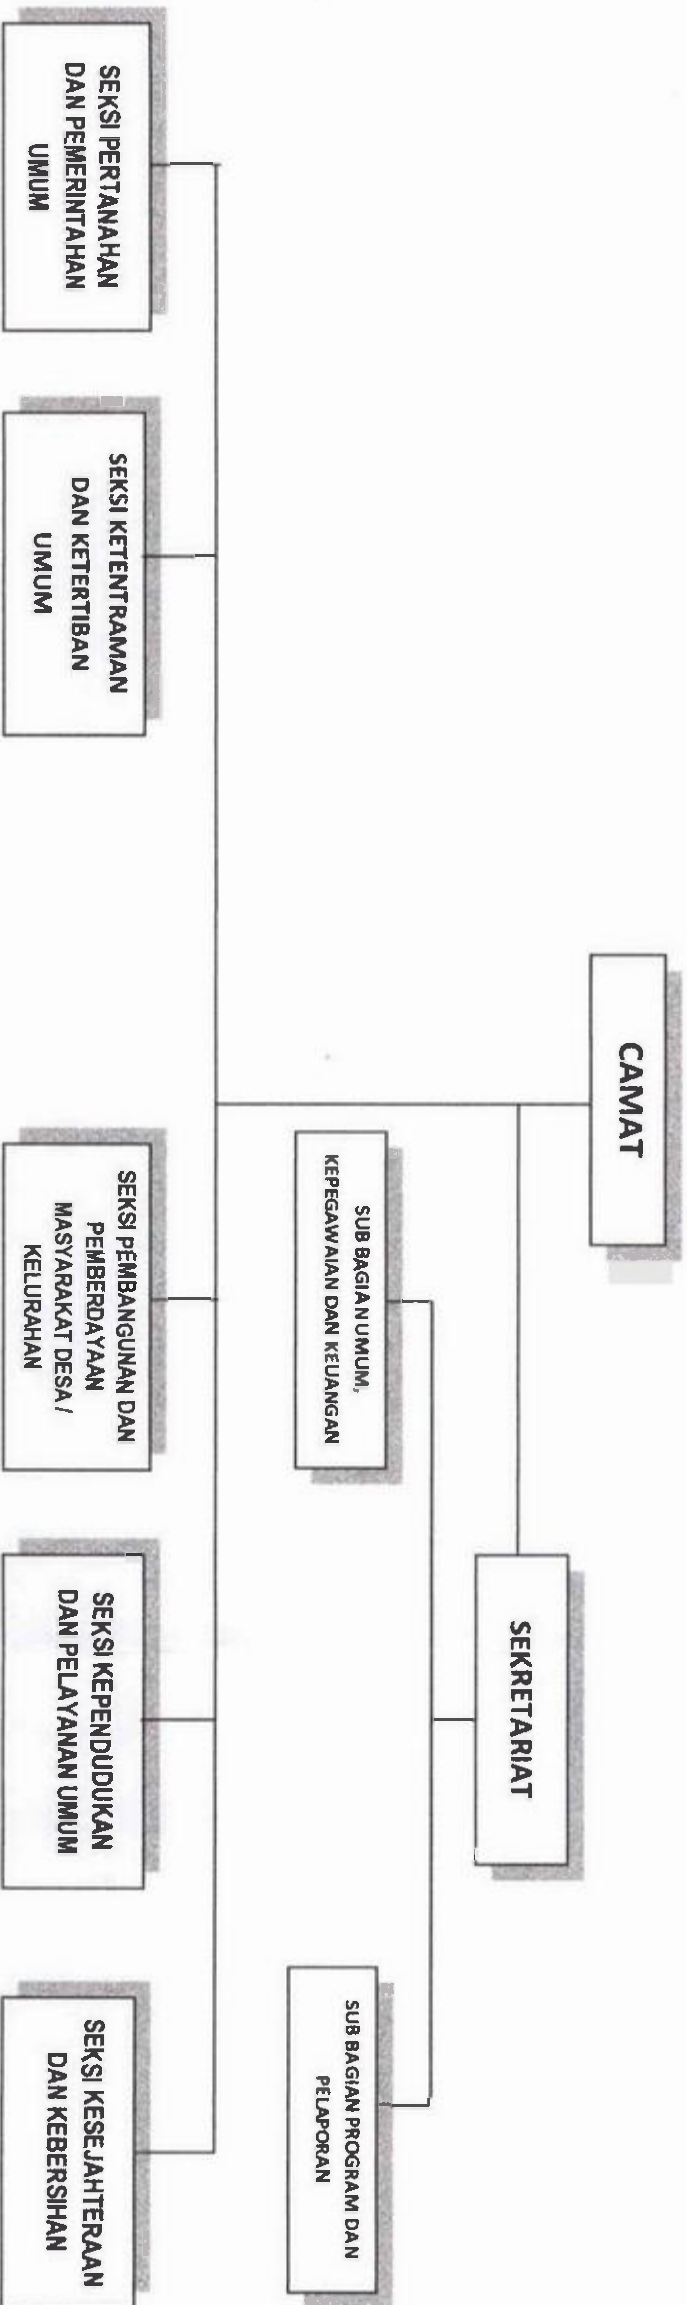 CAMAT
SEKRETARIAT
SUB BAGIAN UMUM,
KEPEGAWAIAN DAN KEUANGAN
SUB BAGIAN PROGRAM DAN
PELAPORAN
SEKSI PERTANAHAN
DAN PEMERINTAHAN
UMUM
SEKSI KETENTRAMAN
DAN KETERTIBAN
UMUM
SEKSI PEMBANGUNAN DAN
PEMBERDAYAAN
MASYARAKAT DESA /
KELURAHAN
SEKSI KEPENDUDUKAN
DAN PELAYANAN UMUM
SEKSI KESEJAHTERAAN
DAN KEBERSIHAN